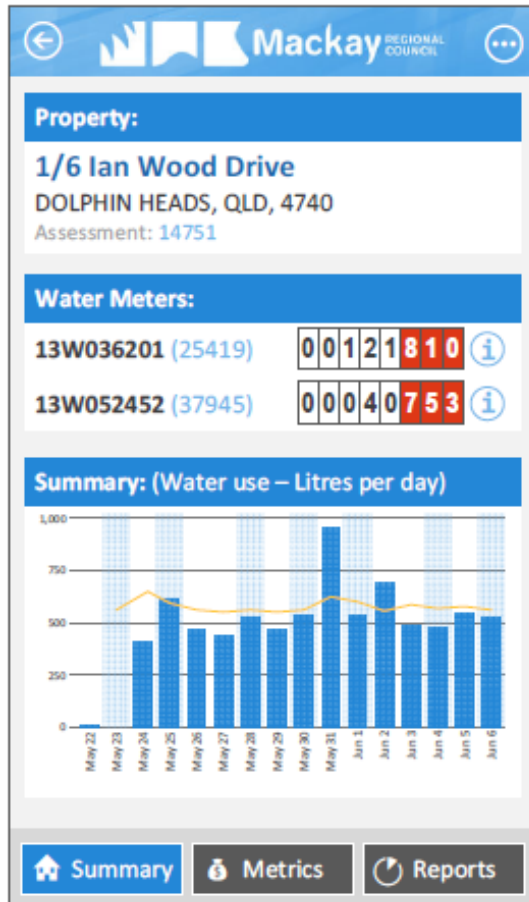 Mackay REGIONAL COUNCIL
Property:
1/6 Ian Wood Drive
DOLPHIN HEADS, QLD, 4740
Assessment: 14751
Water Meters:
13W036201 (25419) 00121810 i
13W052452 (37945) 00040753 i
Summary: (Water use – Litres per day)
1,000
750
500
250
0
May 22 May 23 May 24 May 25 May 26 May 27 May 28 May 29 May 30 May 31 Jun 1 Jun 2 Jun 3 Jun 4 Jun 5 Jun 6
Summary $ Metrics Reports